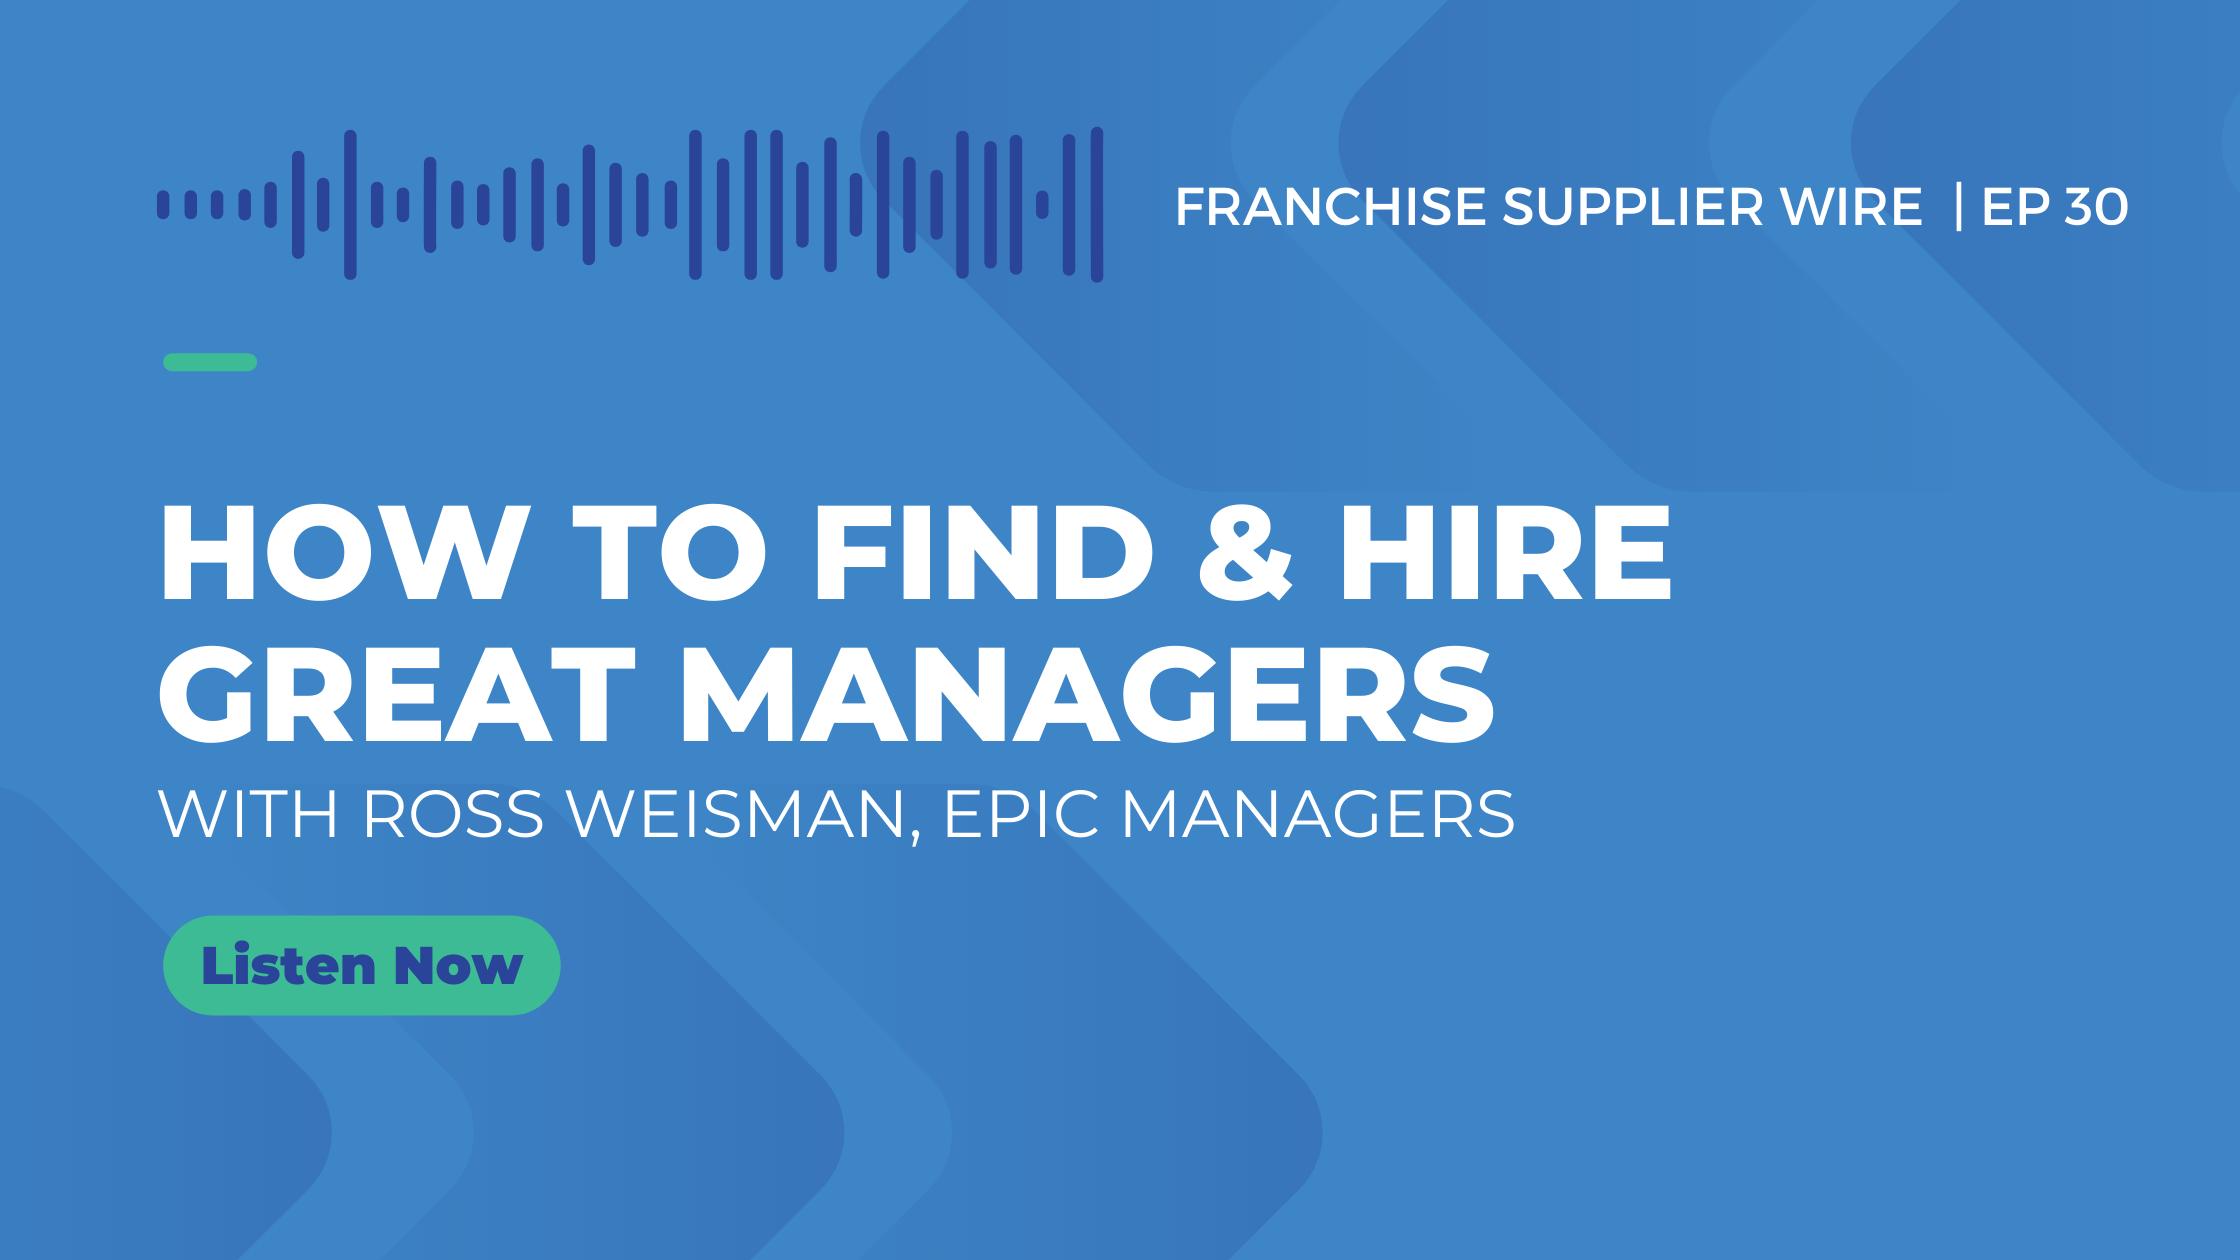 FRANCHISE SUPPLIER WIRE | EP 30
HOW TO FIND & HIRE
GREAT MANAGERS
WITH ROSS WEISMAN, EPIC MANAGERS
Listen Now